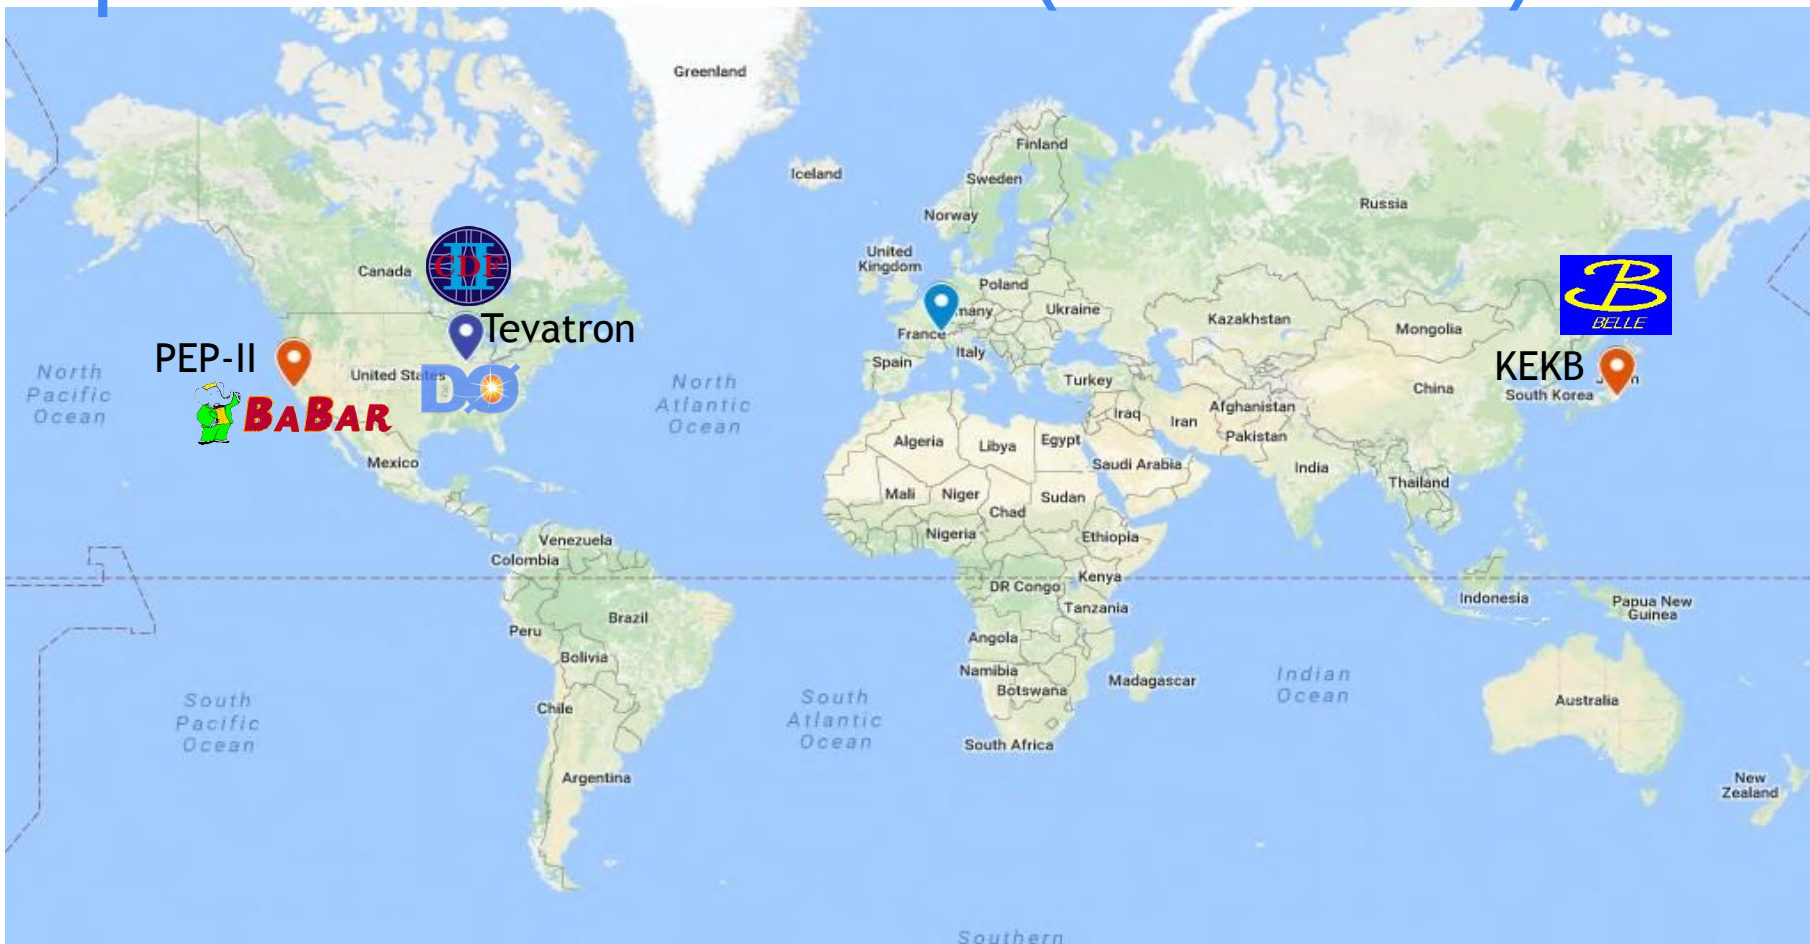 Greenland
Finland
Iceland
Sweden
Russia
Norway
United
Kingdom
Canada
CDF
II
Poland
Ukraine
Kazakhstan
Mongolia
BELLE
Tevatron
many
France
PEP-II
North
Pacific
Ocean
United States
Spain
Italy
Turkey
China
KEKB
South Korea
North
Atlantic
Ocean
DØ
BABAR
Iraq
Iran
Afghanistan
Pakistan
Algeria
Libya
Egypt
Saudi Arabia
Mexico
India
Thailand
Mali
Niger
Chad
Sudan
Nigeria
Ethiopia
Venezuela
Colombia
DR Congo
Kenya
Tanzania
Indonesia
Papua New
Guinea
Brazil
Peru
Bolivia
Angola
Namibia
Botswana
Madagascar
Indian
Ocean
South
Pacific
Ocean
Chile
South
Atlantic
Ocean
Australia
South Africa
Argentina
New
Zealand
Southern